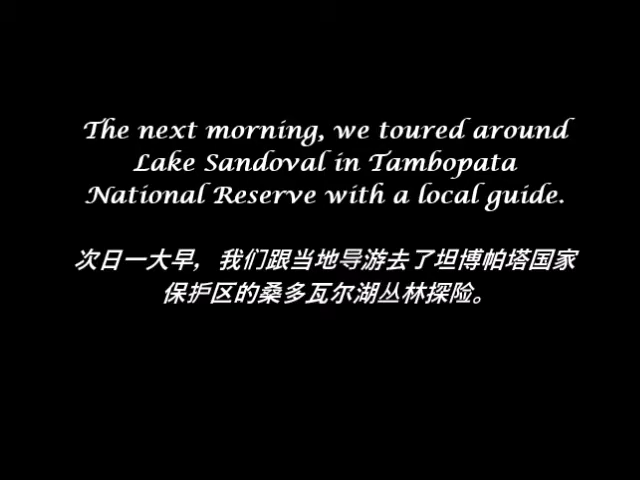 The next morning, we toured around
Lake Sandoval in Tambopata
National Reserve with a local guide.
次日一大早，我们跟当地导游去了坦博帕塔国家
保护区的桑多瓦尔湖丛林探险。